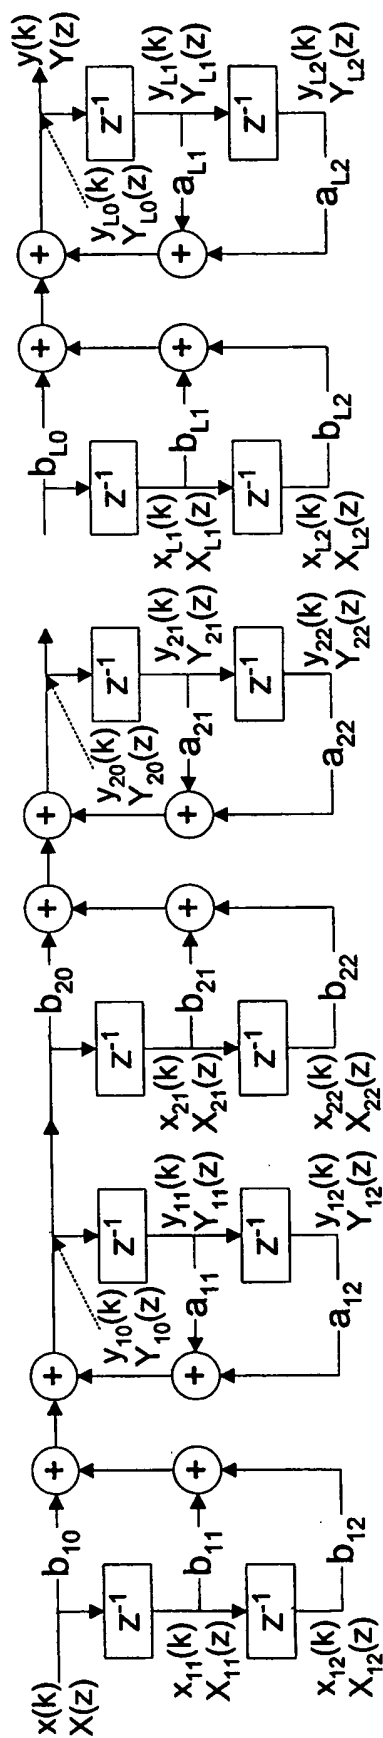 x(k)
X(z)
b10
z-1
x11(k)
X11(z)
b11
z-1
x12(k)
X12(z)
b12
+
+
+
+
y10(k)
Y10(z)
z-1
y11(k)
Y11(z)
a11
z-1
y12(k)
Y12(z)
a12
b20
z-1
x21(k)
X21(z)
b21
z-1
x22(k)
X22(z)
b22
+
+
+
+
y20(k)
Y20(z)
z-1
y21(k)
Y21(z)
a21
z-1
y22(k)
Y22(z)
a22
bL0
z-1
xL1(k)
XL1(z)
bL1
z-1
xL2(k)
XL2(z)
bL2
+
+
+
+
yL0(k)
YL0(z)
y(k)
Y(z)
z-1
yL1(k)
YL1(z)
aL1
z-1
yL2(k)
YL2(z)
aL2